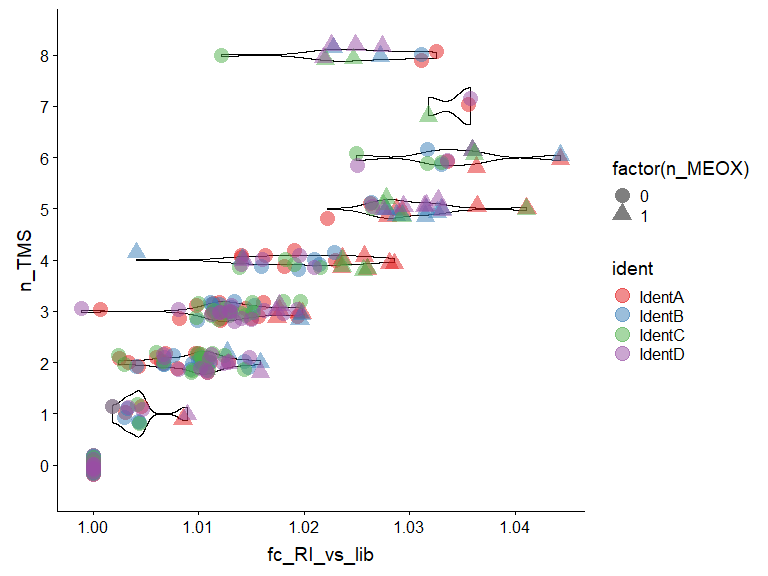 n_TMS
8
7
6
5
4
3
2
1
0
1.00 1.01 1.02 1.03 1.04
fc_RI_vs_lib
factor(n_MEOX)
0
1
ident
IdentA
IdentB
IdentC
IdentD